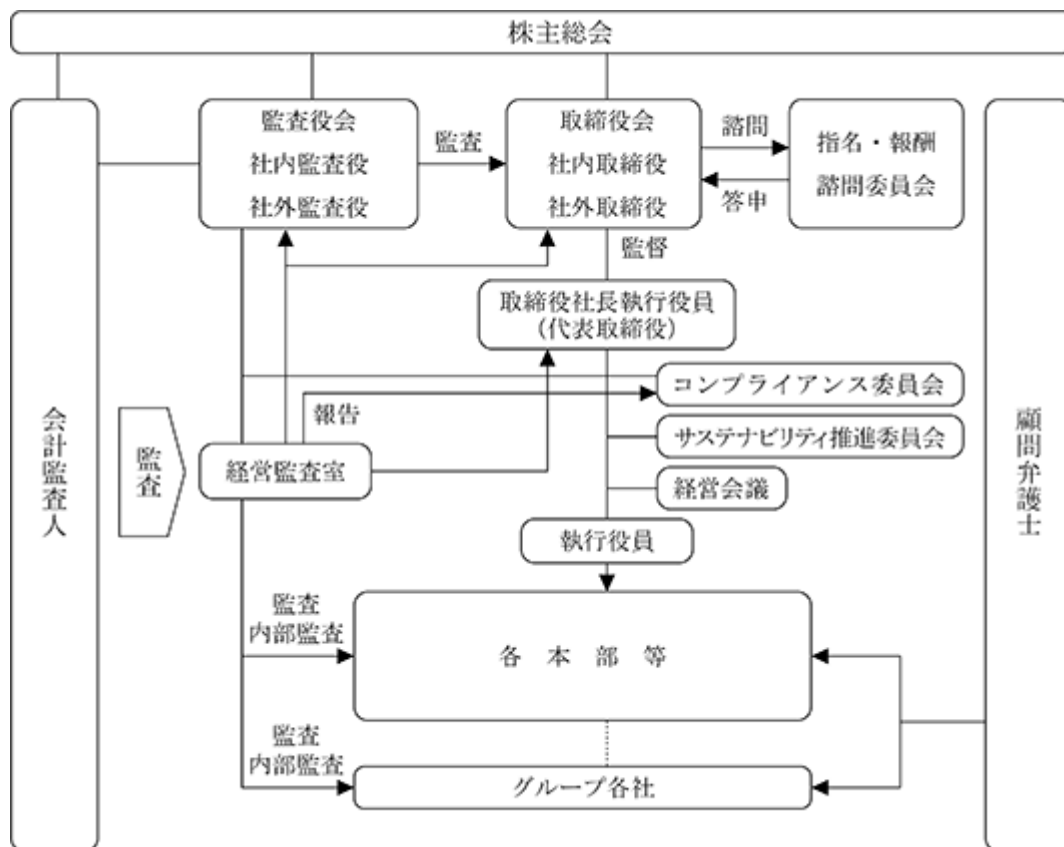 株主総会
監査役会
社内監査役
社外監査役
監査
取締役会
社内取締役
社外取締役
諮問
答申
指名・報酬
諮問委員会
監督
取締役社長執行役員
（代表取締役）
コンプライアンス委員会
報告
サステナビリティ推進委員会
会計監査人
監査
経営監査室
経営会議
顧問弁護士
執行役員
監査
内部監査
各本部等
監査
内部監査
グループ各社